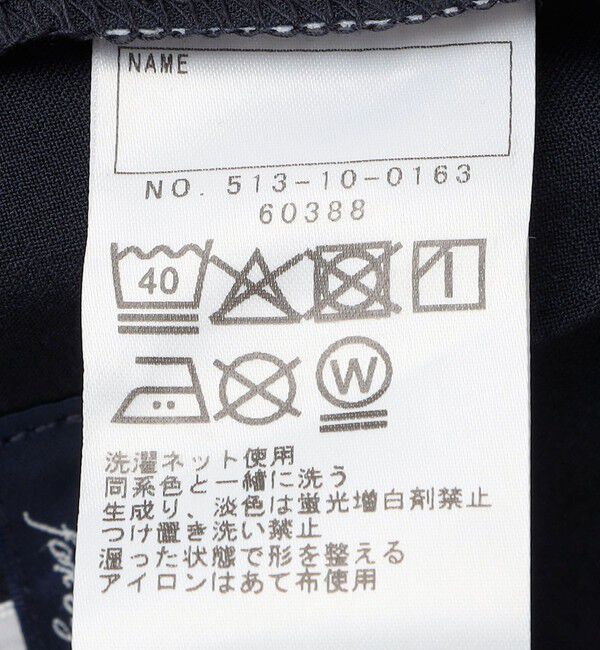 NAME
NO. 513-10-0163
60388
40
W
洗濯ネット使用
同系色と一緒に洗う
生成り、淡色は蛍光増白剤禁止
つけ置き洗い禁止
湿った状態で形を整える
アイロンはあて布使用